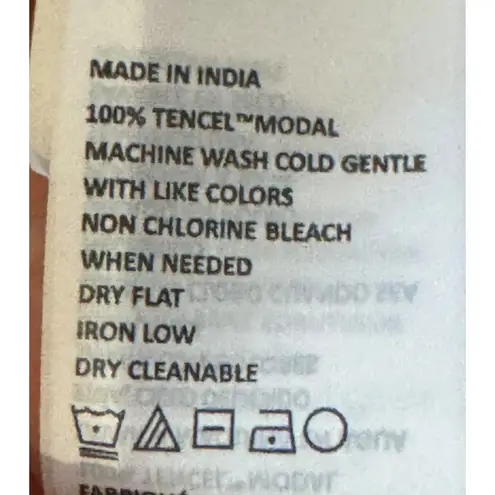 MADE IN INDIA
100% TENCEL™MODAL
MACHINE WASH COLD GENTLE
WITH LIKE COLORS
NON CHLORINE BLEACH
WHEN NEEDED
DRY FLAT
IRON LOW
DRY CLEANABLE